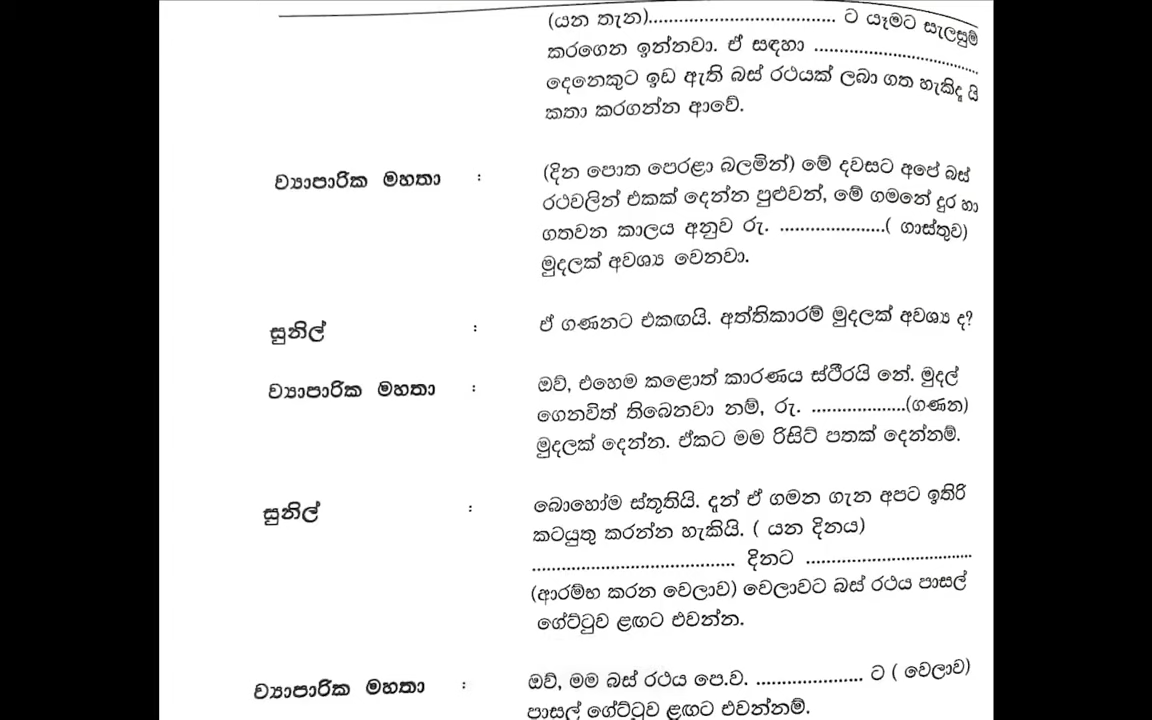 (යන තැන)..................................... ට යෑමට සැලසුම්
කරගෙන ඉන්නවා. ඒ සඳහා .................................
දෙනෙකුට ඉඩ ඇති බස් රථයක් ලබා ගත හැකිදැ යි
කතා කරගන්න ආවේ.
ව්‍යාපාරික මහතා : (දින පොත පෙරළා බලමින්) මේ දවසට අපේ බස්
රථවලින් එකක් දෙන්න පුළුවන්, මේ ගමනේ දුර හා
ගතවන කාලය අනුව රු. .....................( ගාස්තුව)
මුදලක් අවශ්‍ය වෙනවා.
සුනිල් : ඒ ගණනට එකඟයි. අත්තිකාරම් මුදලක් අවශ්‍ය ද?
ව්‍යාපාරික මහතා : ඔව්, එහෙම කළොත් කාරණය ස්ථීරයි නේ. මුදල්
ගෙනවිත් තිබෙනවා නම්, රු. ...................(ගණන)
මුදලක් දෙන්න. ඒකට මම රිසිට් පතක් දෙන්නම්.
සුනිල් : බොහෝම ස්තූතියි. දැන් ඒ ගමන ගැන අපට ඉතිරි
කටයුතු කරන්න හැකියි. ( යන දිනය)
........................................ දිනට .................................
(ආරම්භ කරන වෙලාව) වෙලාවට බස් රථය පාසල්
ගේට්ටුව ළඟට එවන්න.
ව්‍යාපාරික මහතා : ඔව්, මම බස් රථය පෙ.ව. ..................... ට ( වෙලාව)
පාසල් ගේට්ටුව ළඟට එවන්නම්.